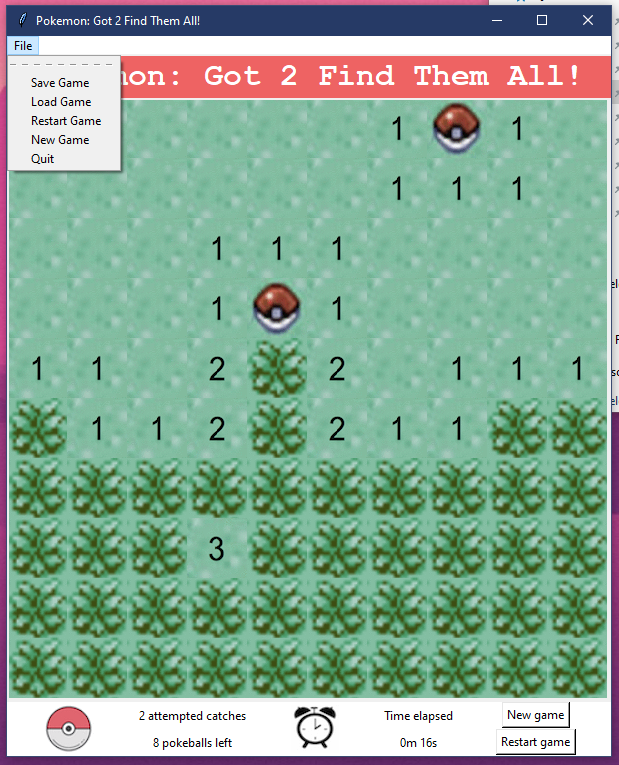 Pokemon: Got 2 Find Them All!
File
mon: Got 2 Find Them All!
Save Game
Load Game
Restart Game
New Game
Quit
1 1
1 1 1
1 1 1
1 1
1 1 2 2 1 1 1
1 1 2 2 1 1
3
2 attempted catches
Time elapsed
New game
8 pokeballs left
0m 16s
Restart game